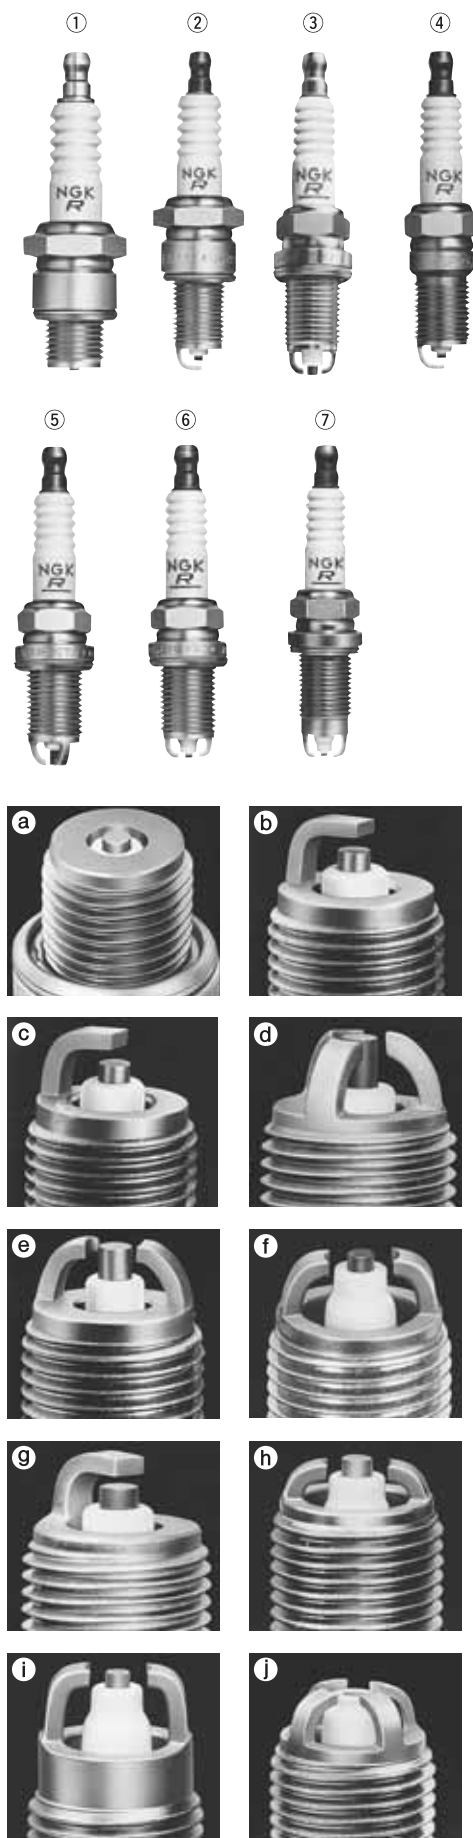 ① ② ③ ④
NGK NGK NGK NGK
R R R R
⑤ ⑥ ⑦
NGK NGK NGK
R R R
a b
c d
e f
g h
i j